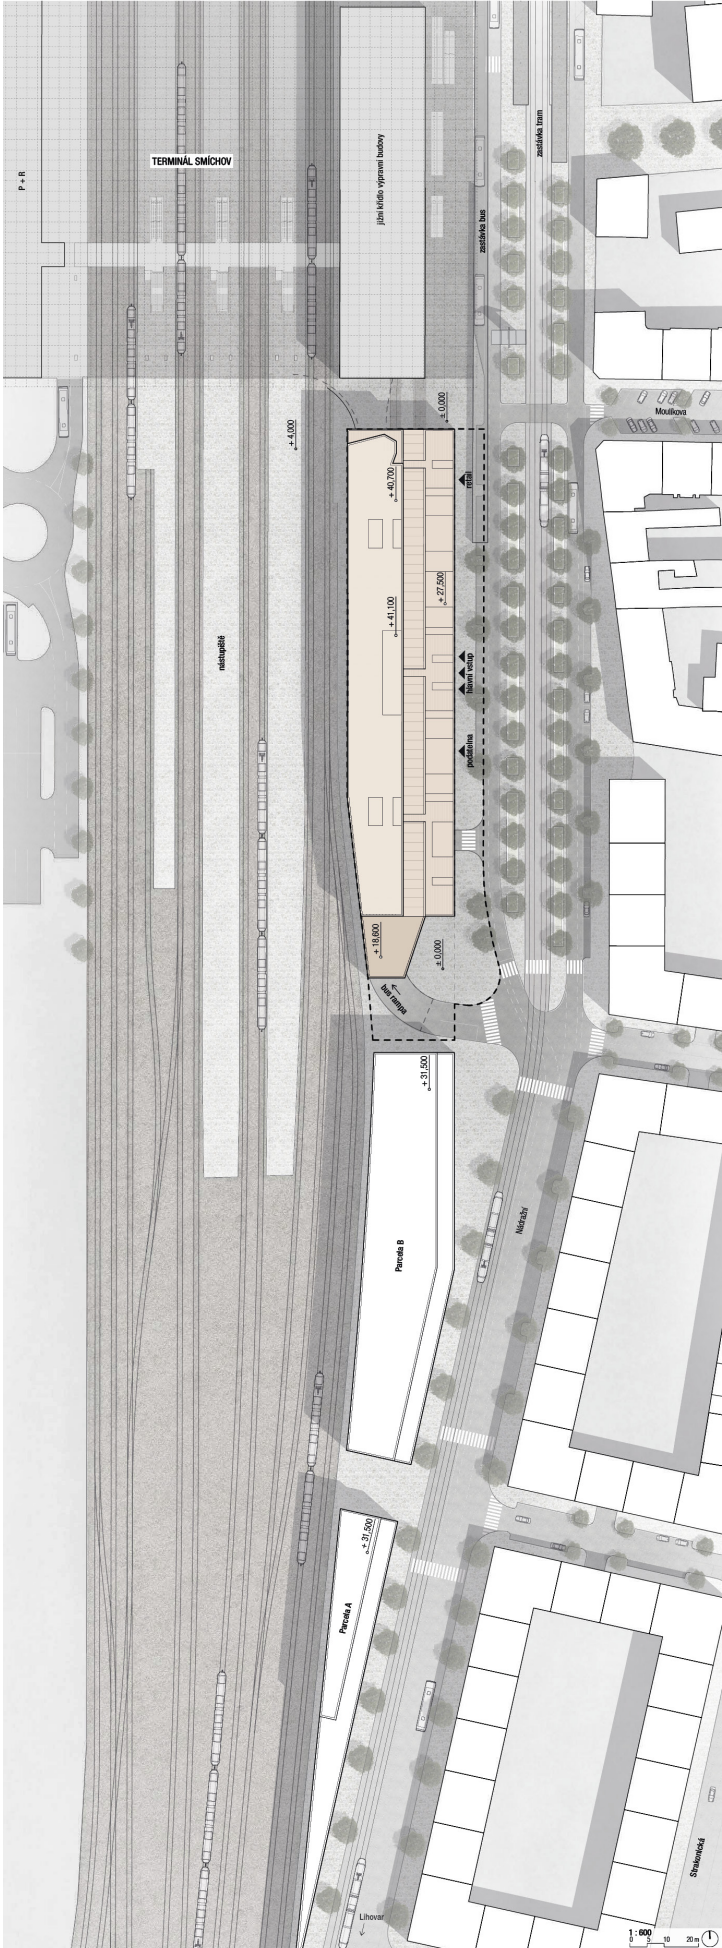 P + R
TERMINÁL SMÍCHOV
jižní křídlo výpravní budovy
zastávka bus
zastávka tram
Moulíkova
+ 4,000
± 0,000
+ 40,700
retail
+ 27,500
+ 41,100
nástupiště
hlavní vstup
podatelna
+ 18,600
± 0,000
bus rampa
+ 31,500
Parcela B
Nádražní
+ 31,500
Parcela A
Strakonická
Lihovar
1 : 600
0 5 10 20 m